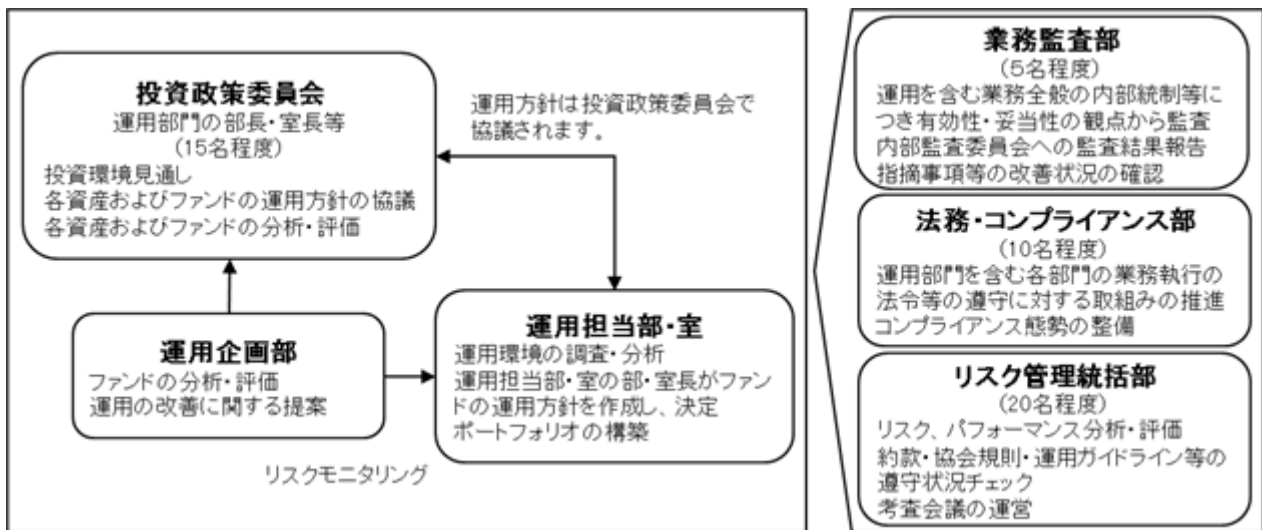 投資政策委員会
運用部門の部長・室長等
(15名程度)
投資環境見通し
各資産およびファンドの運用方針の協議
各資産およびファンドの分析・評価
運用方針は投資政策委員会で
協議されます。
運用企画部
ファンドの分析・評価
運用の改善に関する提案
運用担当部・室
運用環境の調査・分析
運用担当部・室の部・室長がファン
ドの運用方針を作成し、決定
ポートフォリオの構築
リスクモニタリング
業務監査部
(5名程度)
運用を含む業務全般の内部統制等に
つき有効性・妥当性の観点から監査
内部監査委員会への監査結果報告
指摘事項等の改善状況の確認
法務・コンプライアンス部
(10名程度)
運用部門を含む各部門の業務執行の
法令等の遵守に対する取組みの推進
コンプライアンス態勢の整備
リスク管理統括部
(20名程度)
リスク、パフォーマンス分析・評価
約款・協会規則・運用ガイドライン等の
遵守状況チェック
考査会議の運営